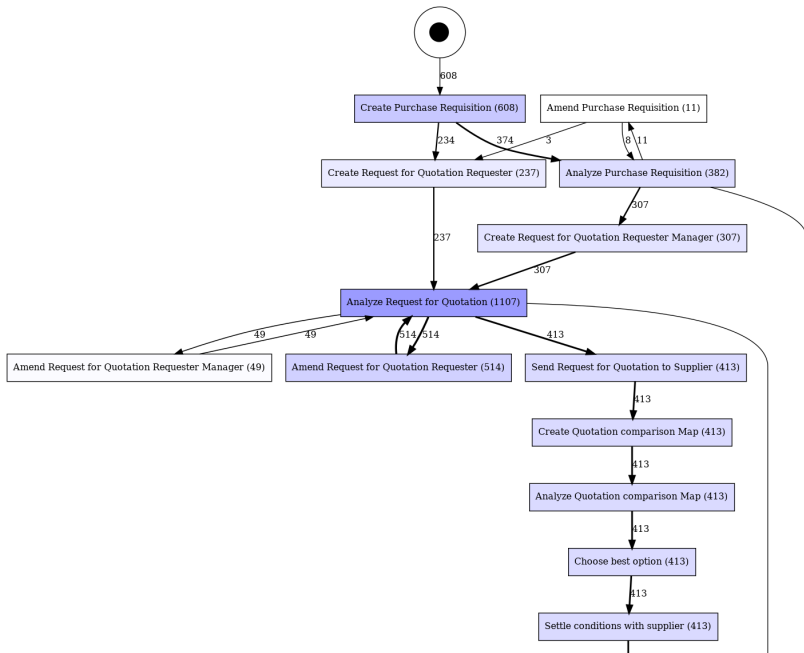 608
Create Purchase Requisition (608)
Amend Purchase Requisition (11)
234
374
3
8
11
Create Request for Quotation Requester (237)
Analyze Purchase Requisition (382)
307
Create Request for Quotation Requester Manager (307)
237
307
Analyze Request for Quotation (1107)
49
49
514
514
413
Amend Request for Quotation Requester Manager (49)
Amend Request for Quotation Requester (514)
Send Request for Quotation to Supplier (413)
413
Create Quotation comparison Map (413)
413
Analyze Quotation comparison Map (413)
413
Choose best option (413)
413
Settle conditions with supplier (413)